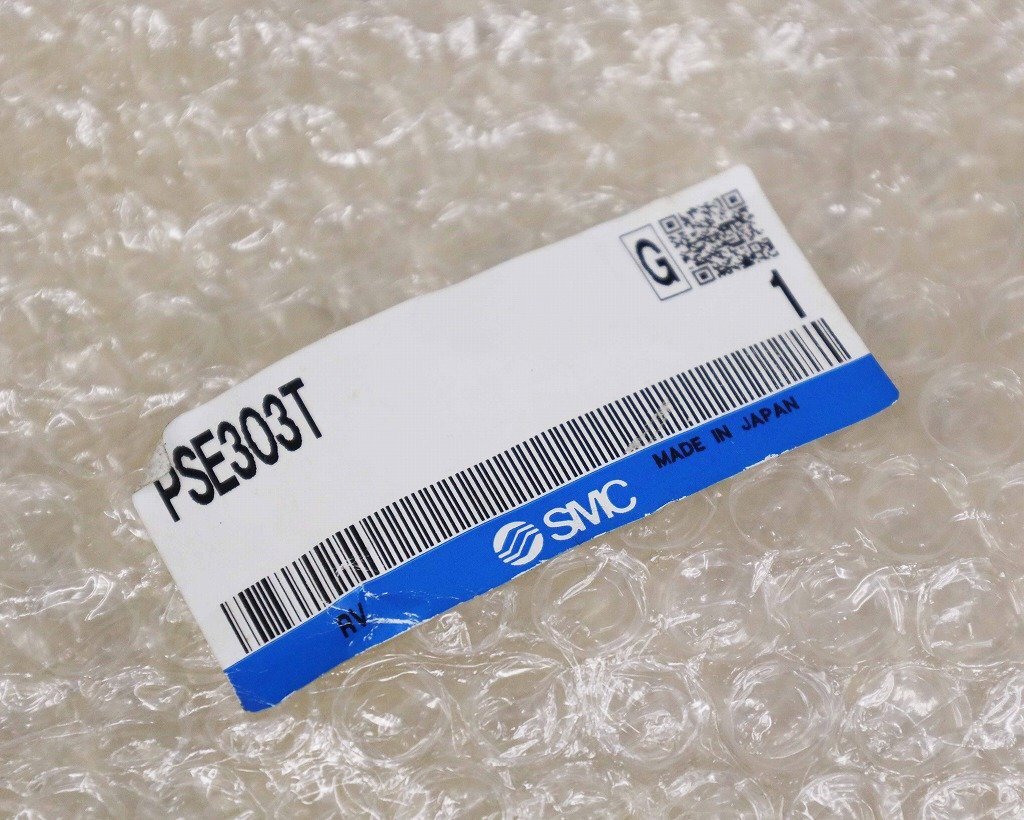 G
1
PSE303T
SMC
MADE IN JAPAN
RV